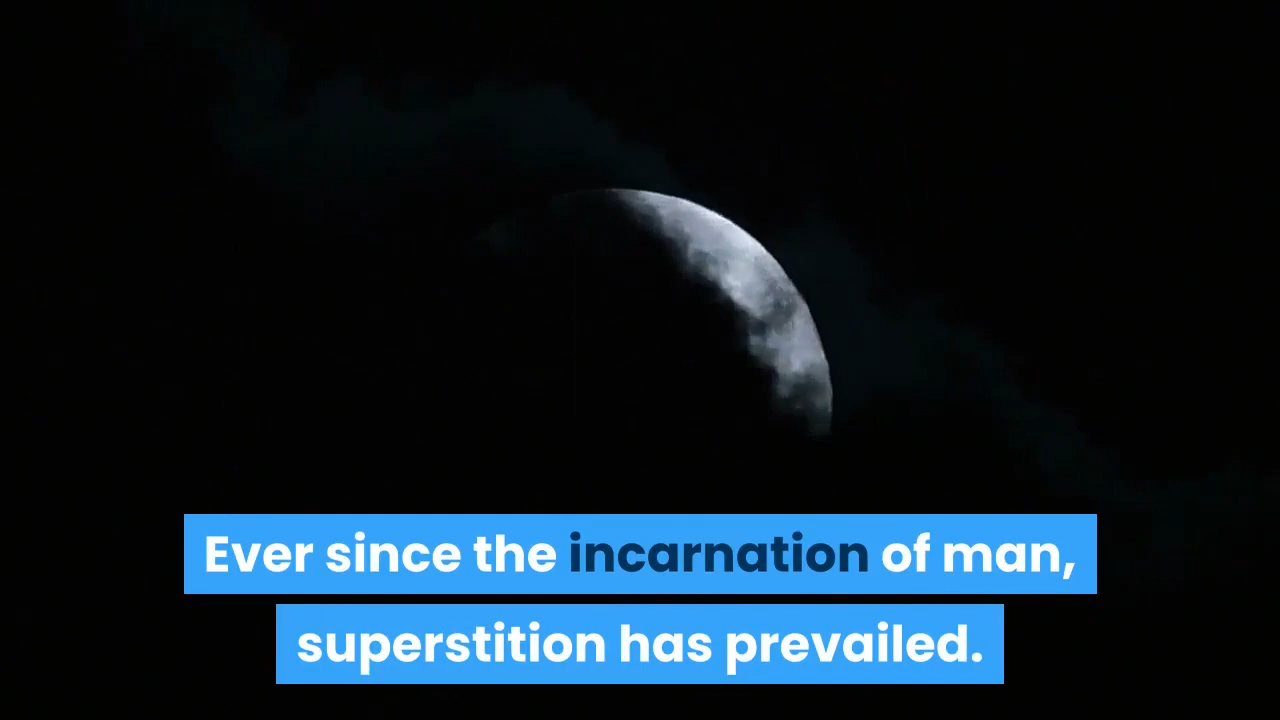 Ever since the incarnation of man,
superstition has prevailed.